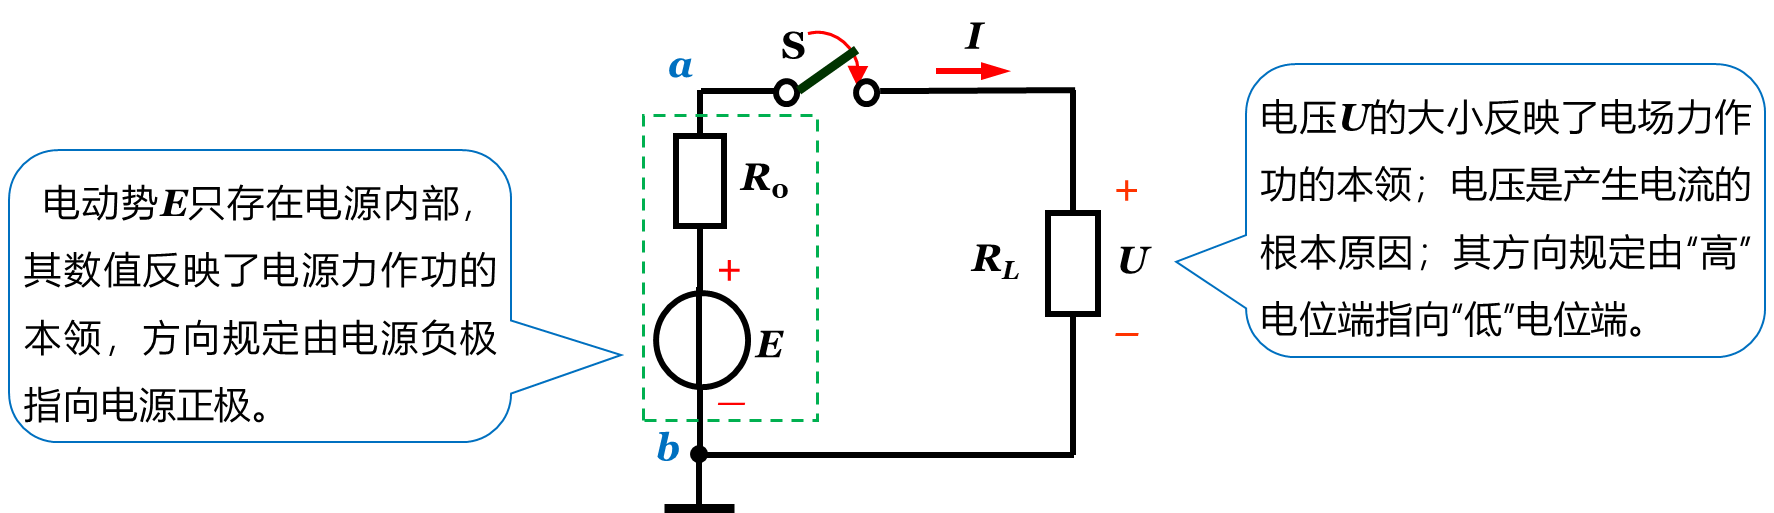 电动势E只存在电源内部，
其数值反映了电源力作功的
本领，方向规定由电源负极
指向电源正极。
a
S
I
R₀
+
E
–
b
R_L
+
U
–
电压U的大小反映了电场力作
功的本领；电压是产生电流的
根本原因；其方向规定由“高”
电位端指向“低”电位端。